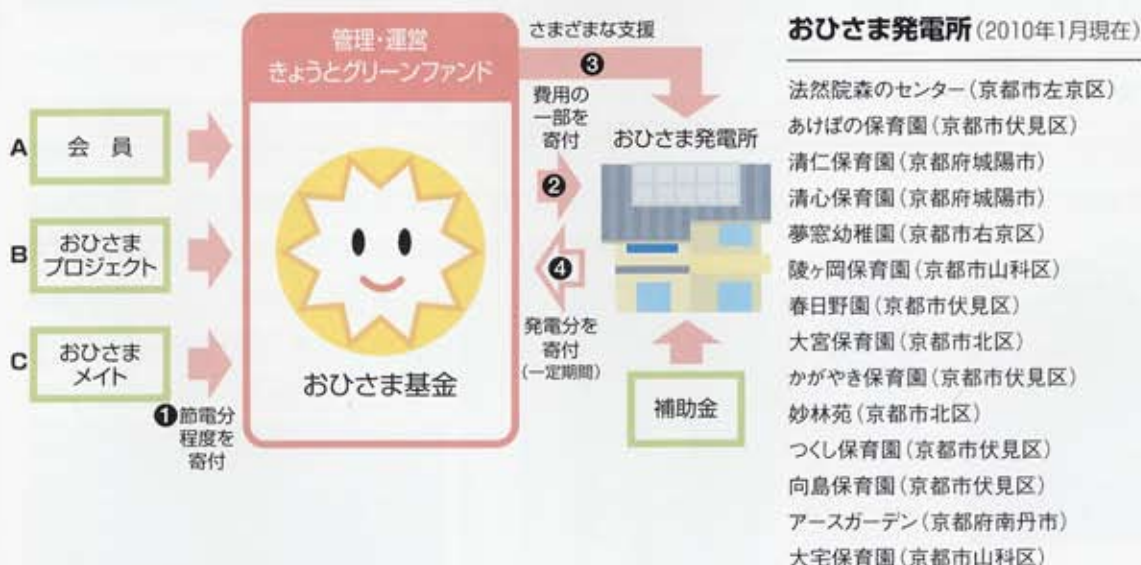 管理・運営
きょうとグリーンファンド
A 会員
B おひさま
プロジェクト
C おひさま
メイト
❶節電分
程度を
寄付
おひさま基金
さまざまな支援
❸
費用の
一部を
寄付
❷
❹
発電分を
寄付
(一定期間)
おひさま発電所
補助金
おひさま発電所(2010年1月現在)
法然院森のセンター(京都市左京区)
あけぼの保育園(京都市伏見区)
清仁保育園(京都府城陽市)
清心保育園(京都府城陽市)
夢窓幼稚園(京都市右京区)
陵ヶ岡保育園(京都市山科区)
春日野園(京都市伏見区)
大宮保育園(京都市北区)
かがやき保育園(京都市伏見区)
妙林苑(京都市北区)
つくし保育園(京都市伏見区)
向島保育園(京都市伏見区)
アースガーデン(京都府南丹市)
大宅保育園(京都市山科区)